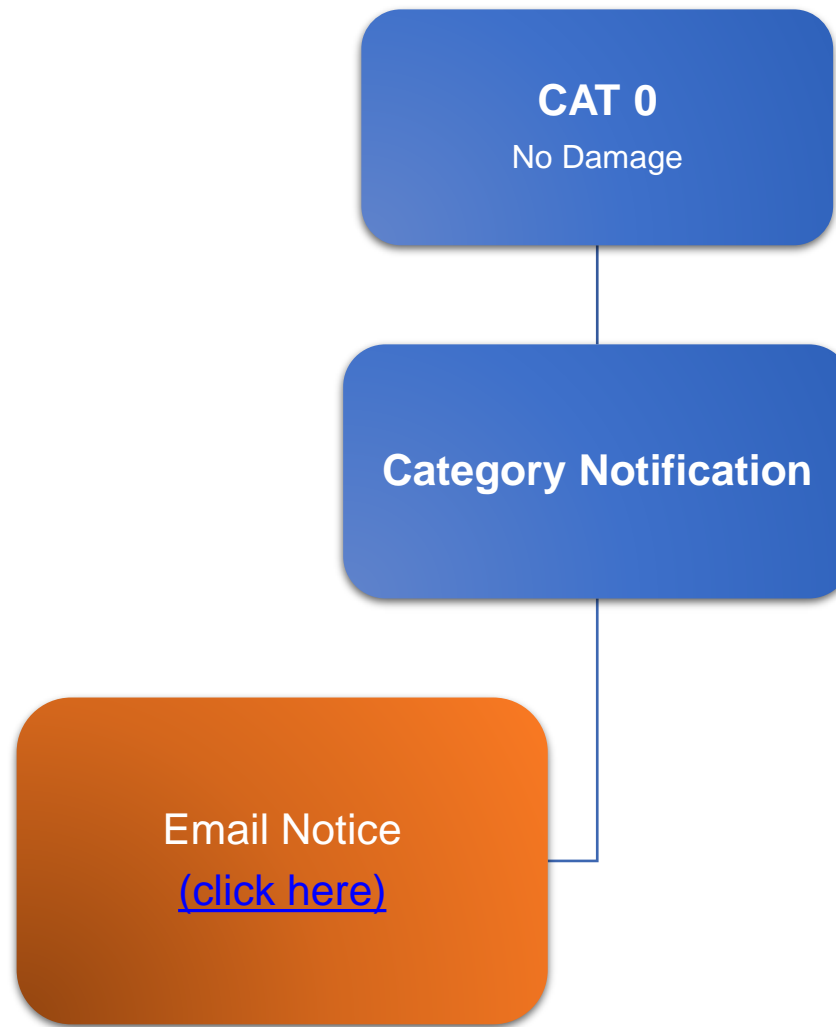 CAT 0
No Damage
Category Notification
Email Notice
(click here)